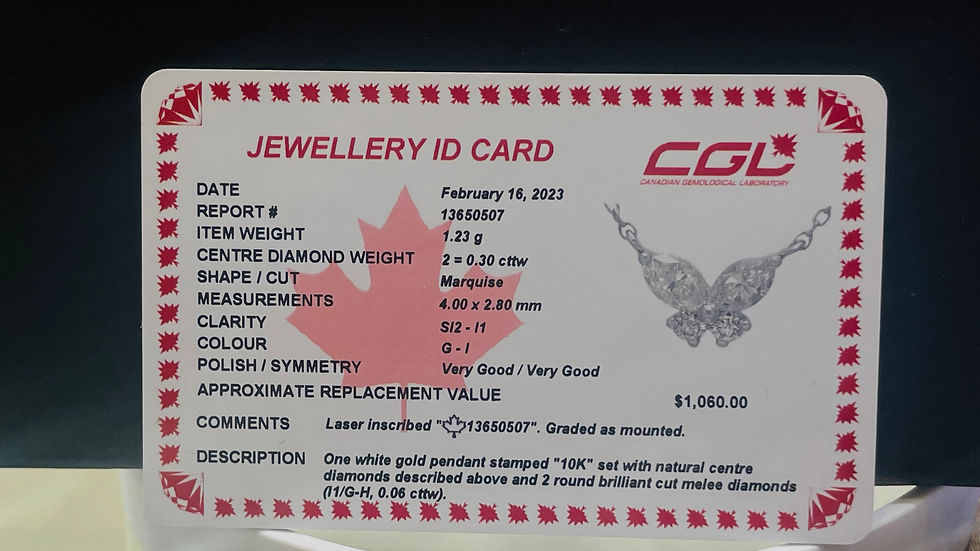 JEWELLERY ID CARD
CGL
CANADIAN GEMOLOGICAL LABORATORY
DATE February 16, 2023
REPORT # 13650507
ITEM WEIGHT 1.23 g
CENTRE DIAMOND WEIGHT 2 = 0.30 cttw
SHAPE / CUT Marquise
MEASUREMENTS 4.00 x 2.80 mm
CLARITY SI2 - I1
COLOUR G - I
POLISH / SYMMETRY Very Good / Very Good
APPROXIMATE REPLACEMENT VALUE $1,060.00
COMMENTS Laser inscribed "13650507". Graded as mounted.
DESCRIPTION One white gold pendant stamped "10K" set with natural centre
diamonds described above and 2 round brilliant cut melee diamonds
(I1/G-H, 0.06 cttw).